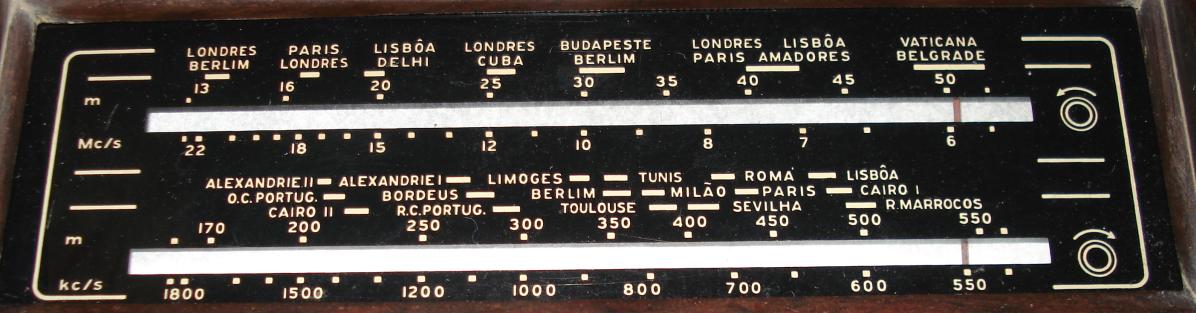 LONDRES PARIS LISBÔA LONDRES BUDAPESTE LONDRES LISBÔA VATICANA
BERLIM LONDRES DELHI CUBA BERLIM PARIS AMADORES BELGRADE
m 13 16 20 25 30 35 40 45 50
Mc/s 22 18 15 12 10 8 7 6
ALEXANDRIE II ALEXANDRIE I LIMOGES TUNIS ROMA LISBÔA
O.C. PORTUG. BORDEUS BERLIM MILÃO PARIS CAIRO I
CAIRO II R.C. PORTUG. TOULOUSE SEVILHA R. MARROCOS
m 170 200 250 300 350 400 450 500 550
kc/s 1800 1500 1200 1000 800 700 600 550